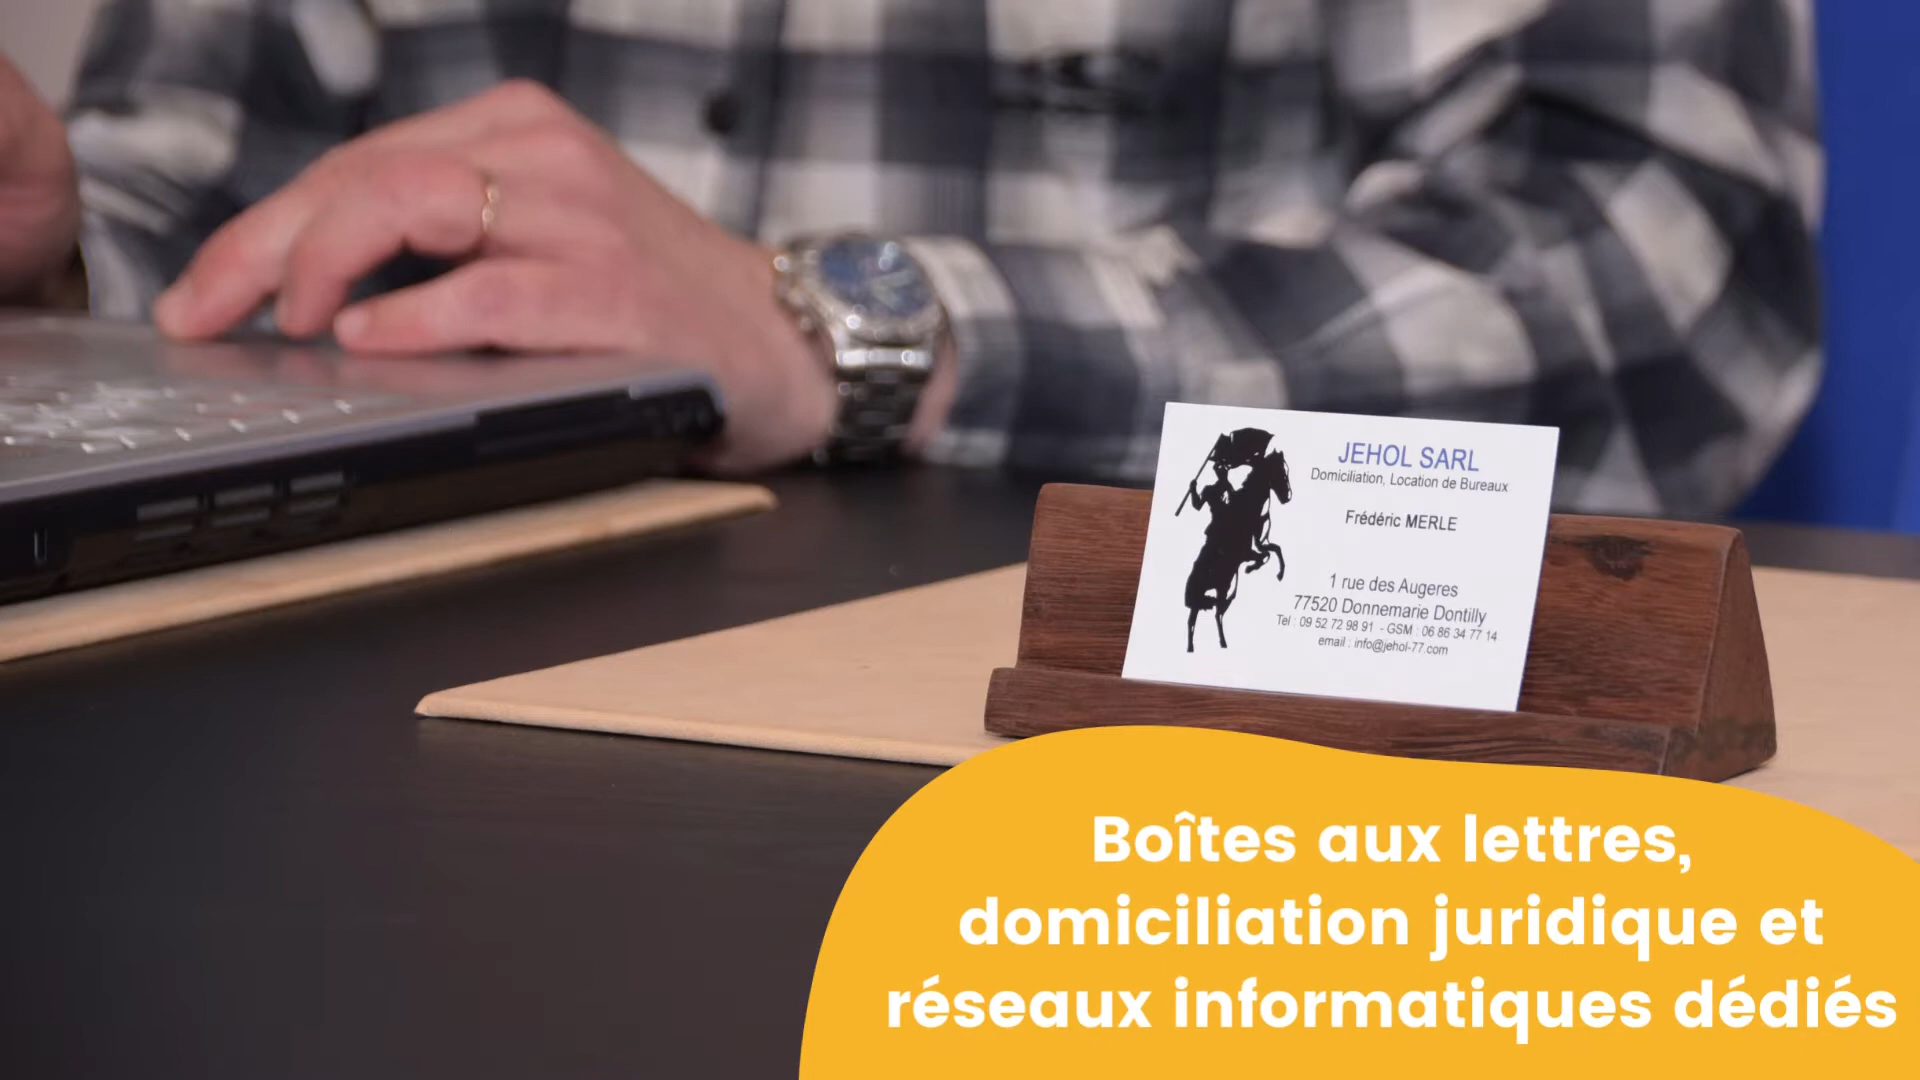 JEHOL SARL
Domiciliation, Location de Bureaux
Frédéric MERLE
1 rue des Augeres
77520 Donnemarie Dontilly
Tel : 09 52 72 98 91 - GSM : 06 86 34 77 14
email : info@jehol-77.com
Boîtes aux lettres,
domiciliation juridique et
réseaux informatiques dédiés